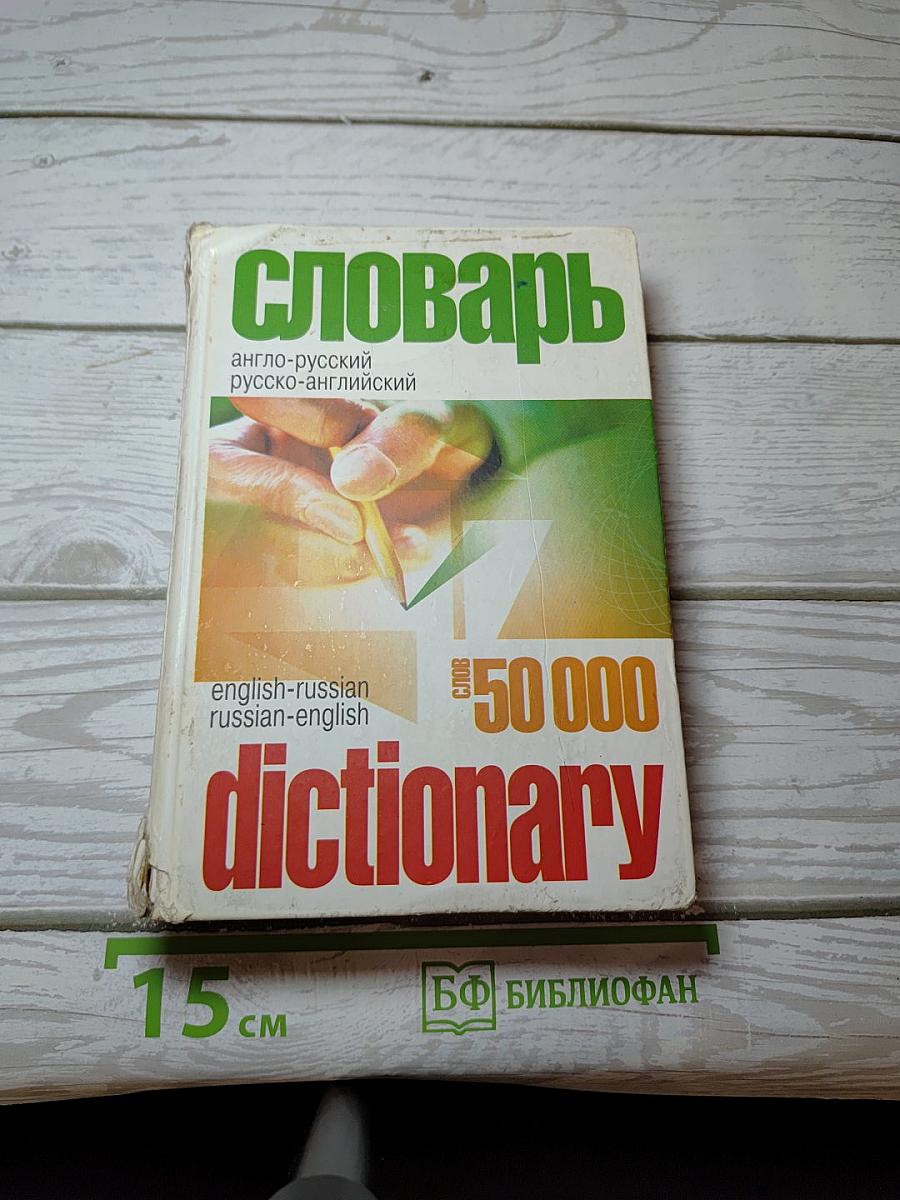 словарь
англо-русский
русско-английский
english-russian
russian-english
слов 50 000
dictionary
15 см
БФ БИБЛИОФАН